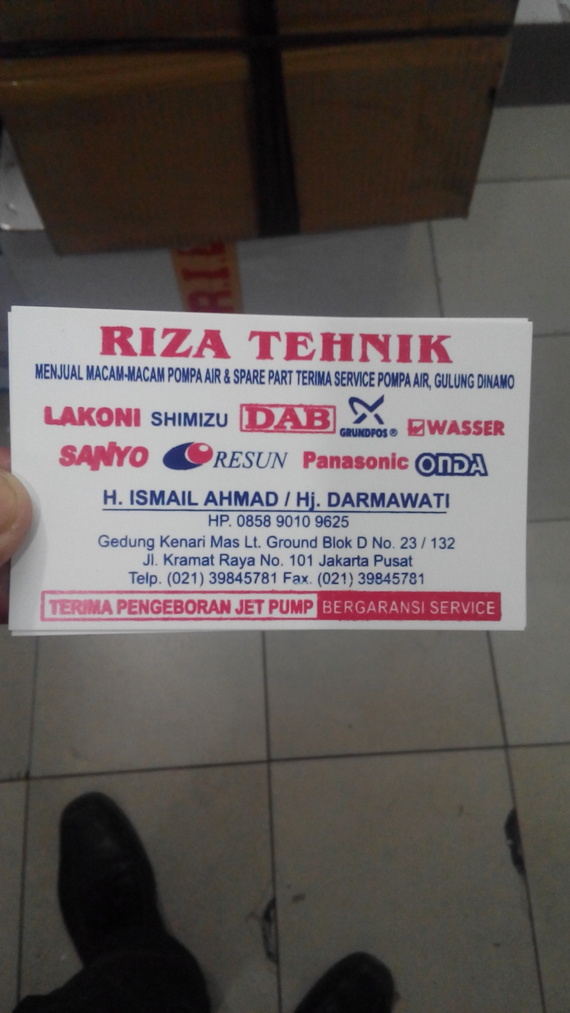 RIZA TEHNIK
MENJUAL MACAM-MACAM POMPA AIR & SPARE PART TERIMA SERVICE POMPA AIR, GULUNG DINAMO
LAKONI SHIMIZU DAB GRUNDFOS® WASSER
SANYO RESUN Panasonic ONDA
H. ISMAIL AHMAD / Hj. DARMAWATI
HP. 0858 9010 9625
Gedung Kenari Mas Lt. Ground Blok D No. 23 / 132
Jl. Kramat Raya No. 101 Jakarta Pusat
Telp. (021) 39845781 Fax. (021) 39845781
TERIMA PENGEBORAN JET PUMP BERGARANSI SERVICE